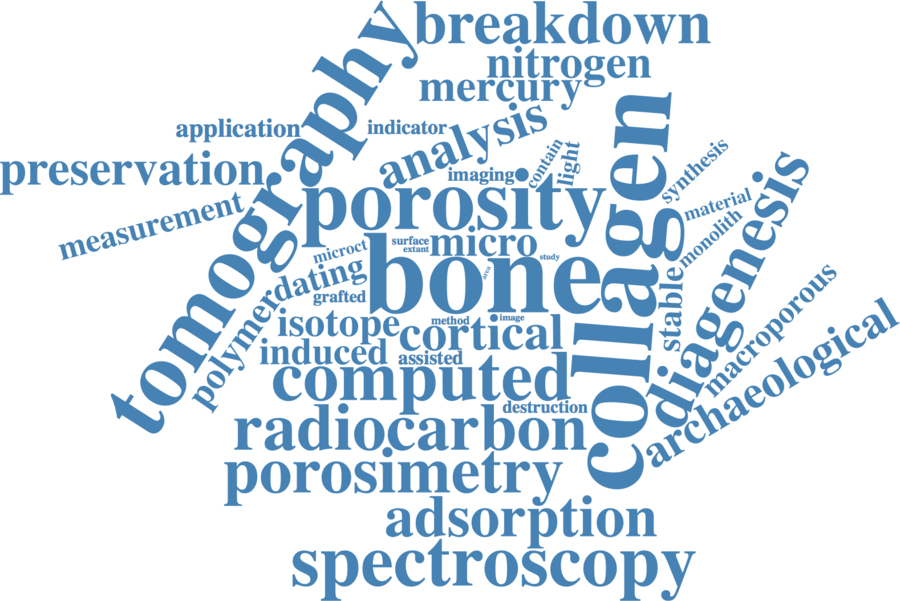 breakdown
nitrogen
mercury
tomography
application
indicator
analysis
contain
light
collagen
synthesis
preservation
imaging
porosity
material
diagenesis
measurement
monolith
surface
micro
extant
microct
bone
study
area
dating
stable
grafted
polymer
macroporous
isotope
method
image
cortical
archaeological
induced
assisted
computed
destruction
radiocarbon
porosimetry
adsorption
spectroscopy